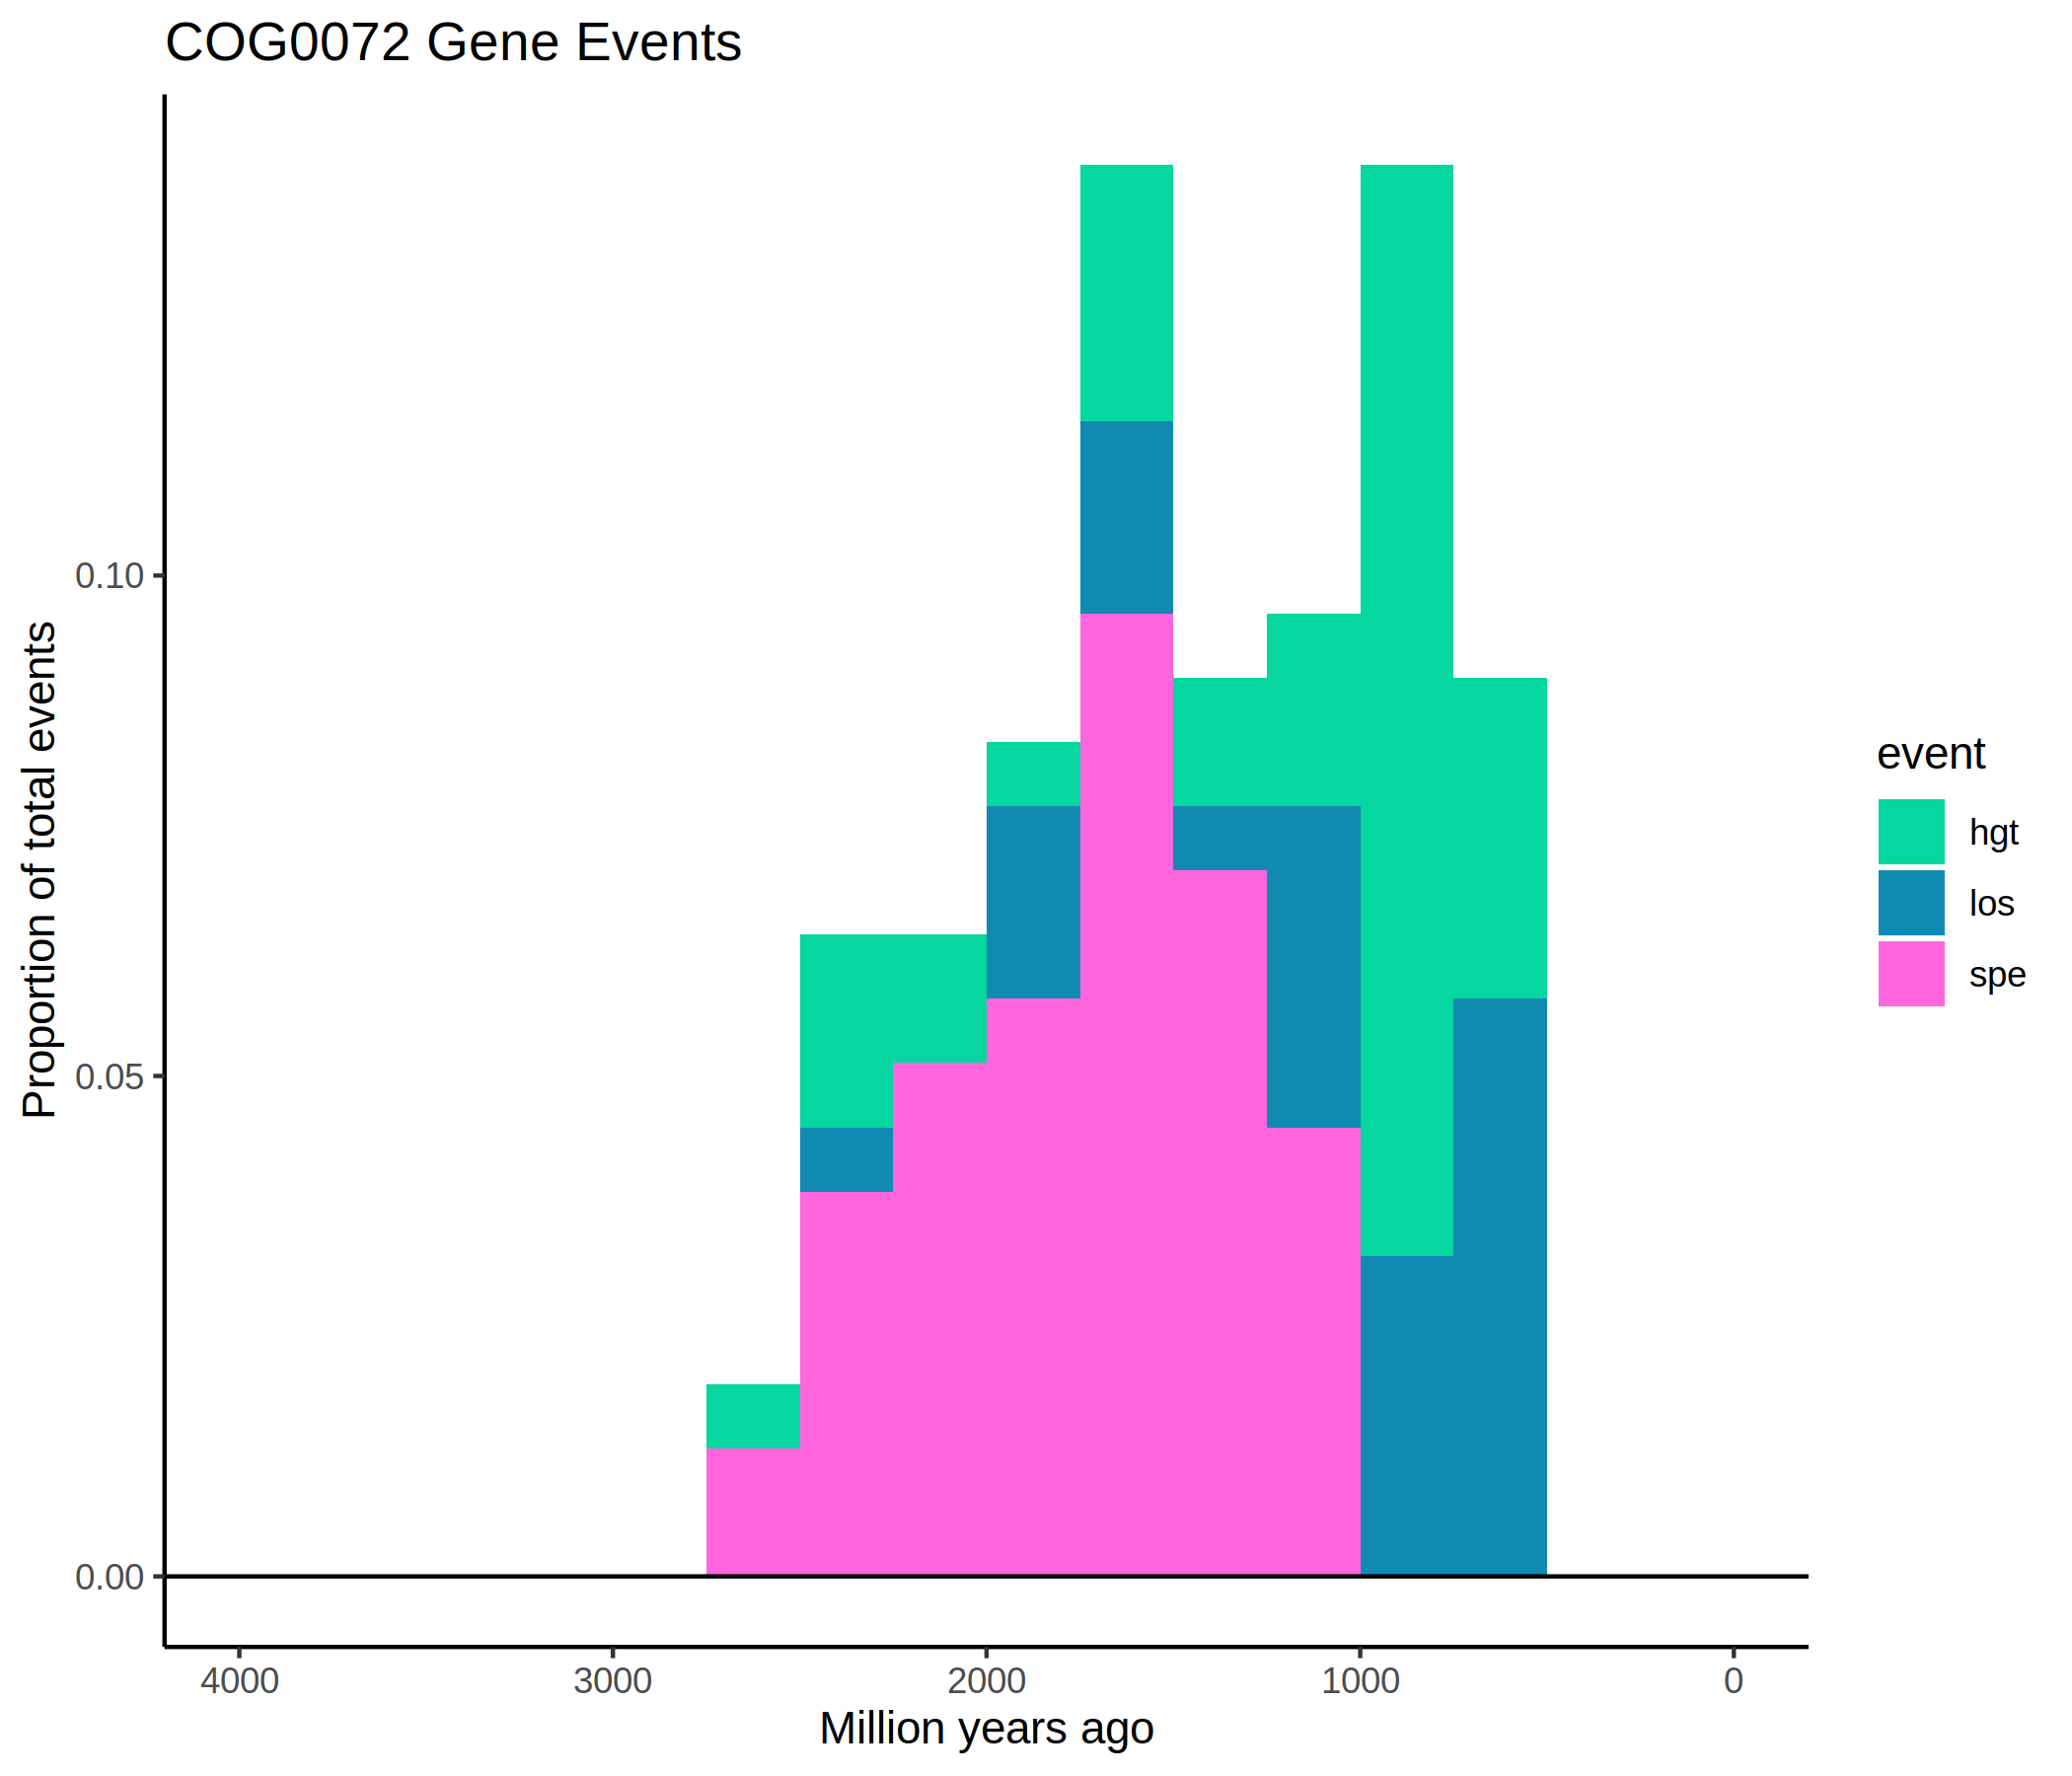 COG0072 Gene Events
Proportion of total events
0.10
0.05
0.00
4000 3000 2000 1000 0
Million years ago
event
hgt
los
spe